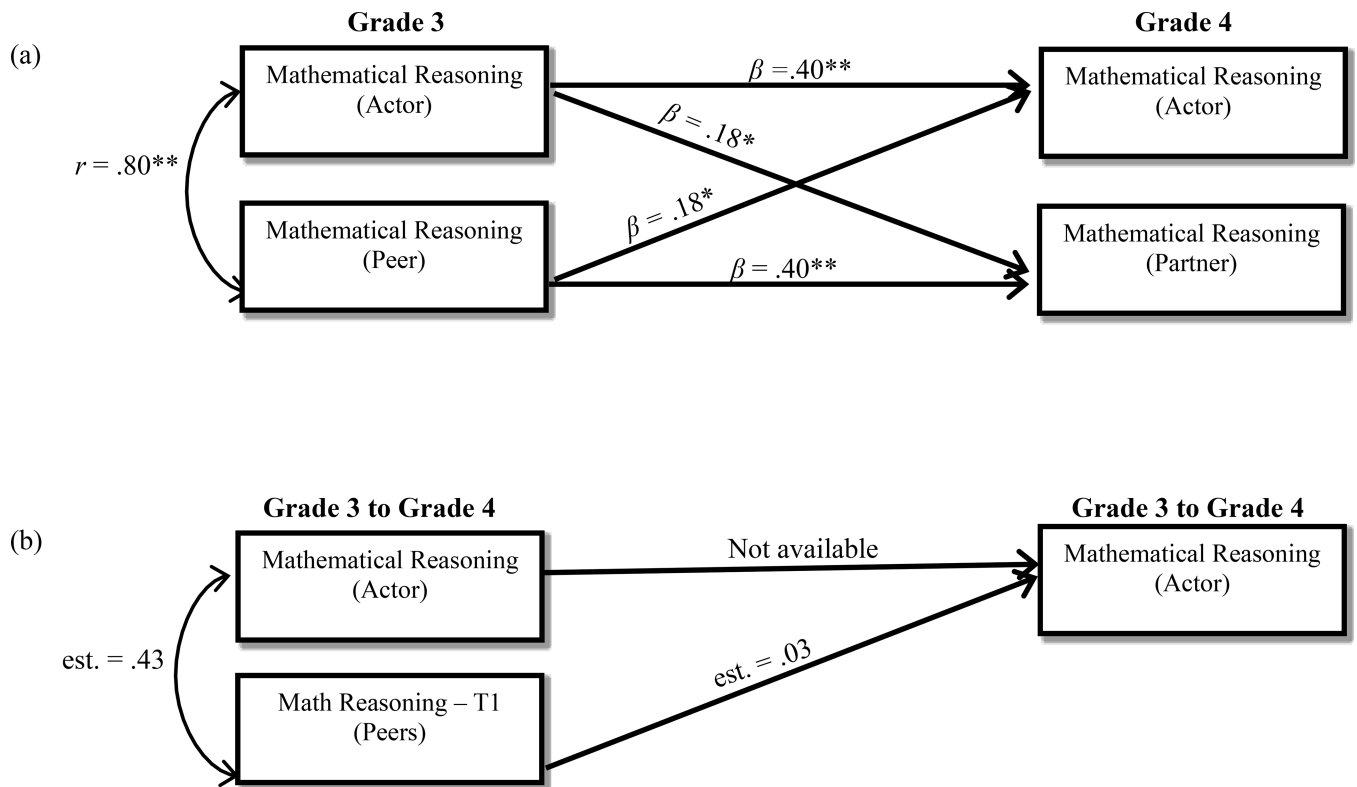 Grade 3
Grade 4
(a)
Mathematical Reasoning
(Actor)
β =.40**
Mathematical Reasoning
(Actor)
β = .18*
r = .80**
Mathematical Reasoning
(Peer)
β = .18*
β = .40**
Mathematical Reasoning
(Partner)
Grade 3 to Grade 4
Grade 3 to Grade 4
(b)
Mathematical Reasoning
(Actor)
Not available
Mathematical Reasoning
(Actor)
est. = .43
est. = .03
Math Reasoning – T1
(Peers)